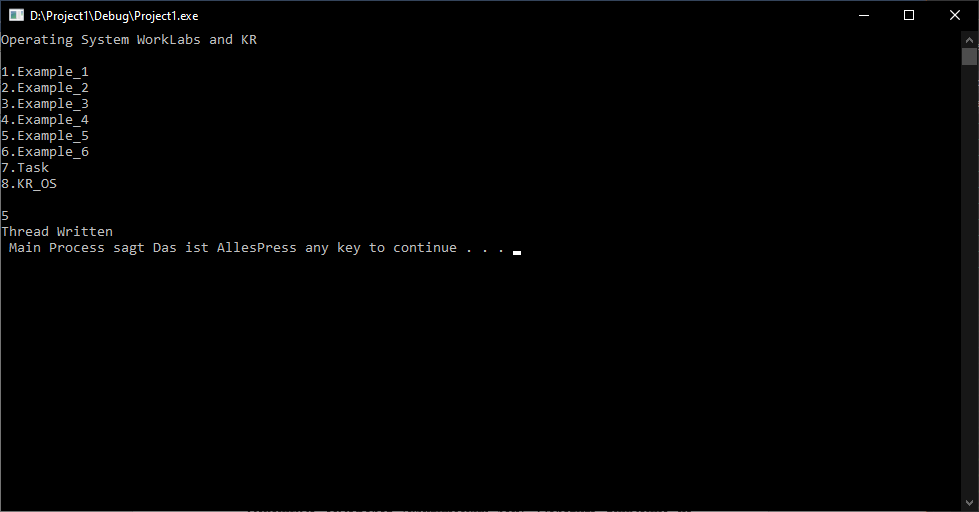 D:\Project1\Debug\Project1.exe
Operating System WorkLabs and KR
1.Example_1
2.Example_2
3.Example_3
4.Example_4
5.Example_5
6.Example_6
7.Task
8.KR_OS
5
Thread Written
Main Process sagt Das ist AllesPress any key to continue . . .